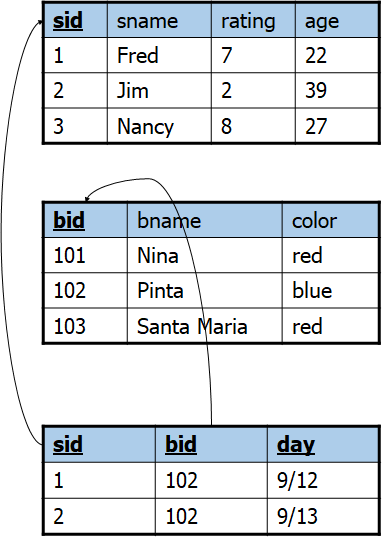 sid sname rating age
1 Fred 7 22
2 Jim 2 39
3 Nancy 8 27
bid bname color
101 Nina red
102 Pinta blue
103 Santa Maria red
sid bid day
1 102 9/12
2 102 9/13